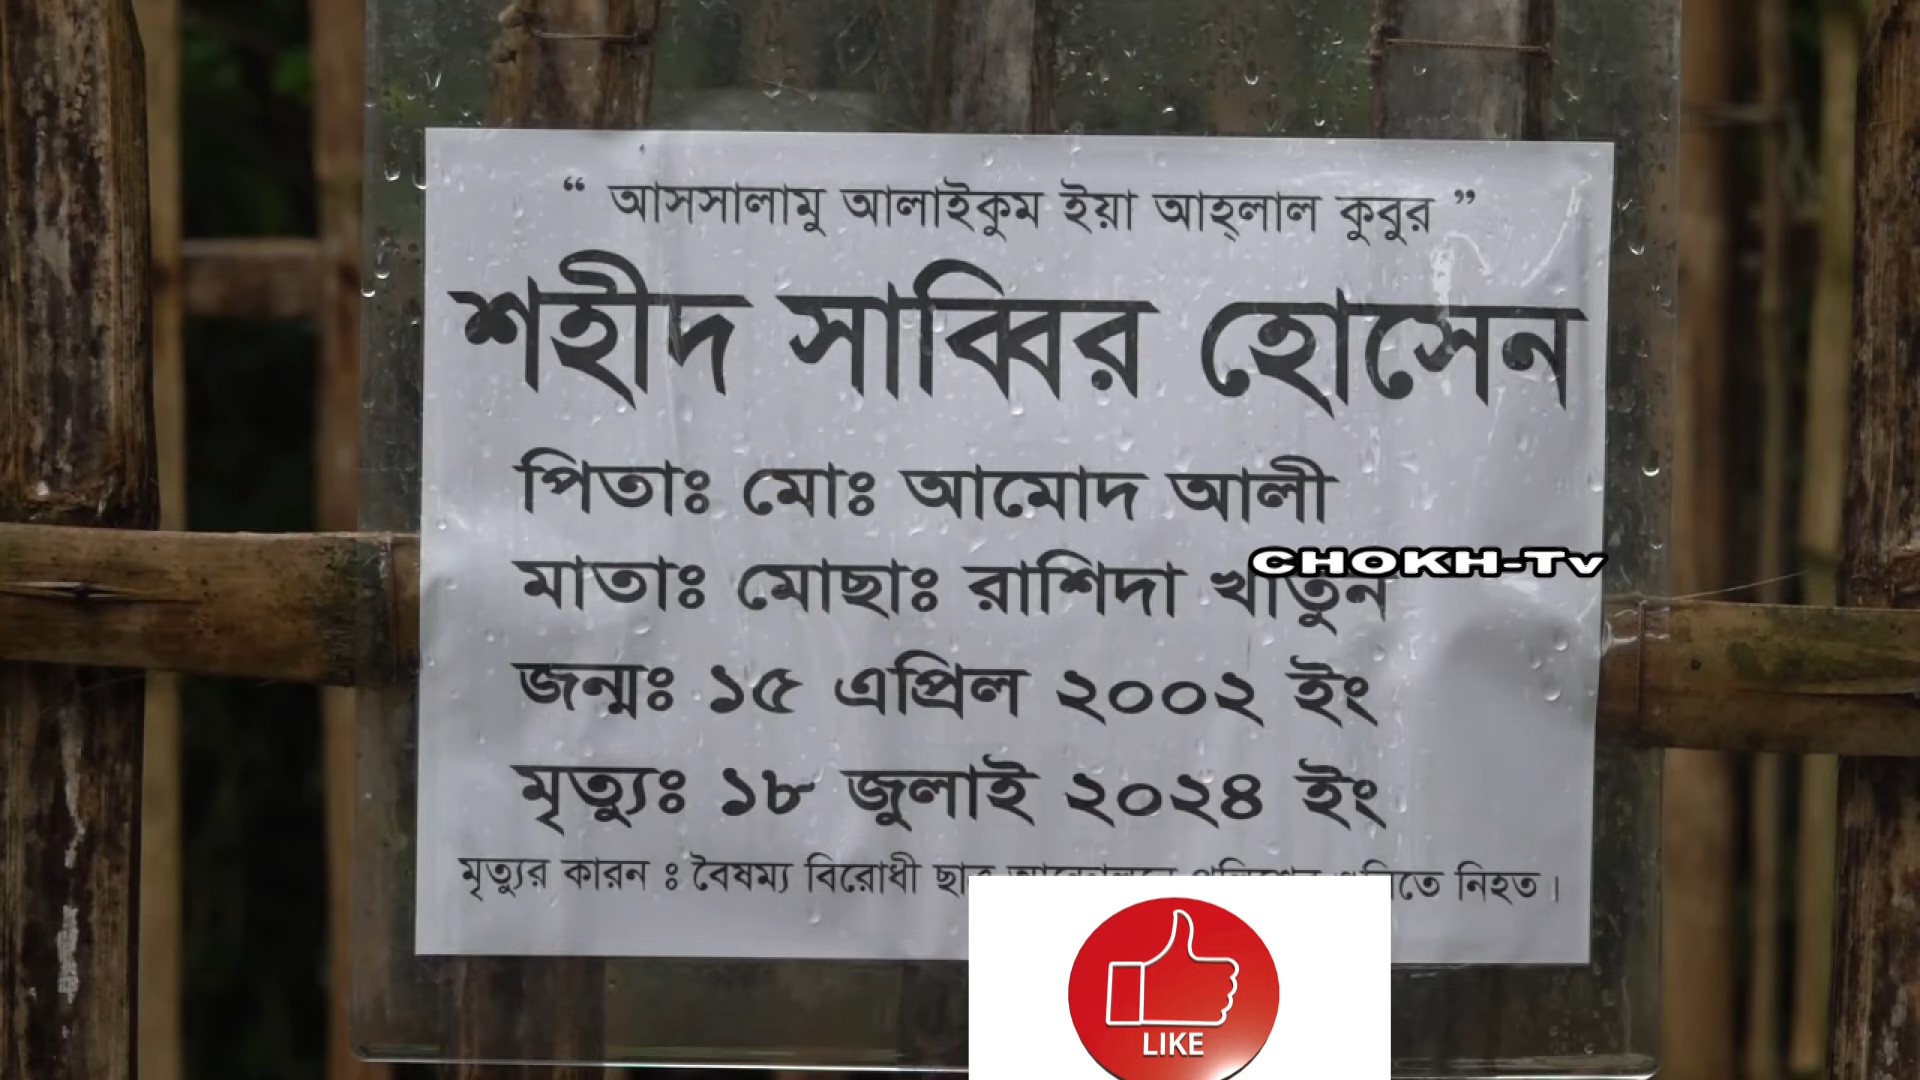 “ আসসালামু আলাইকুম ইয়া আহ্‌লাল কুবুর ”
শহীদ সাব্বির হোসেন
পিতাঃ মোঃ আমোদ আলী
CHOKH-Tv
মাতাঃ মোছাঃ রাশিদা খাতুন
জন্মঃ ১৫ এপ্রিল ২০০২ ইং
মৃত্যুঃ ১৮ জুলাই ২০২৪ ইং
মৃত্যুর কারন ঃ বৈষম্য বিরোধী নিহত।
LIKE